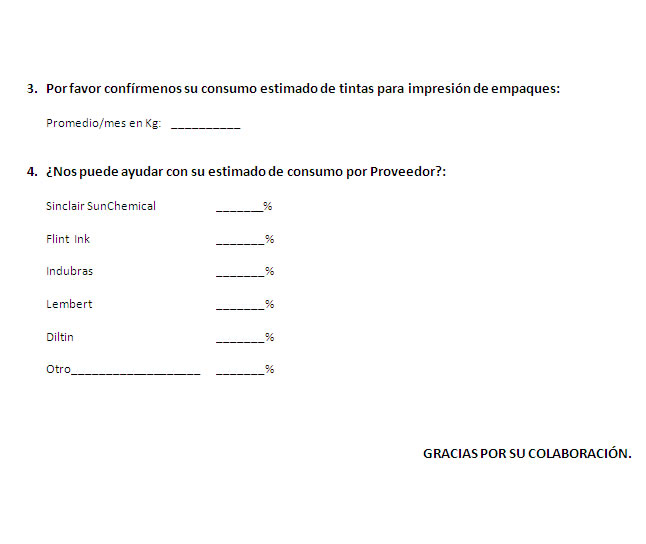 3. Por favor confírmenos su consumo estimado de tintas para impresión de empaques:
Promedio/mes en Kg: __________
4. ¿Nos puede ayudar con su estimado de consumo por Proveedor?:
Sinclair SunChemical _______%
Flint Ink _______%
Indubras _______%
Lembert _______%
Diltin _______%
Otro___________________ _______%
GRACIAS POR SU COLABORACIÓN.